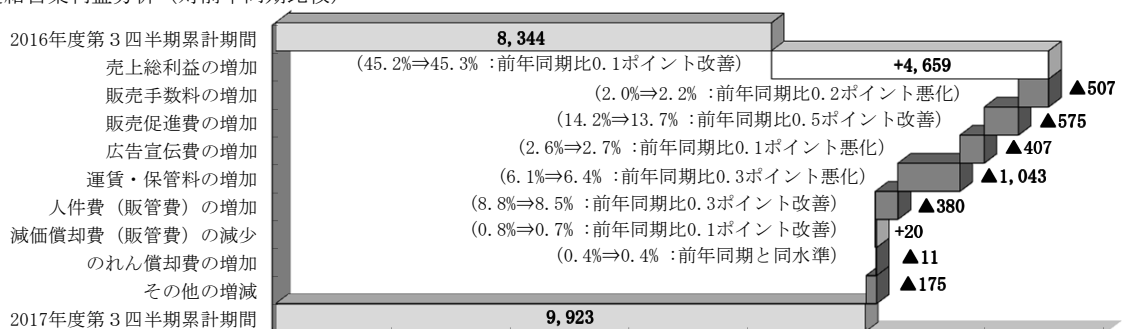 2016年度第３四半期累計期間 8,344
売上総利益の増加 (45.2%⇒45.3% :前年同期比0.1ポイント改善) +4,659
販売手数料の増加 (2.0%⇒2.2% :前年同期比0.2ポイント悪化) ▲507
販売促進費の増加 (14.2%⇒13.7% :前年同期比0.5ポイント改善) ▲575
広告宣伝費の増加 (2.6%⇒2.7% :前年同期比0.1ポイント悪化) ▲407
運賃・保管料の増加 (6.1%⇒6.4% :前年同期比0.3ポイント悪化) ▲1,043
人件費（販管費）の増加 (8.8%⇒8.5% :前年同期比0.3ポイント改善) ▲380
減価償却費（販管費）の減少 (0.8%⇒0.7% :前年同期比0.1ポイント改善) +20
のれん償却費の増加 (0.4%⇒0.4% :前年同期と同水準) ▲11
その他の増減 ▲175
2017年度第３四半期累計期間 9,923